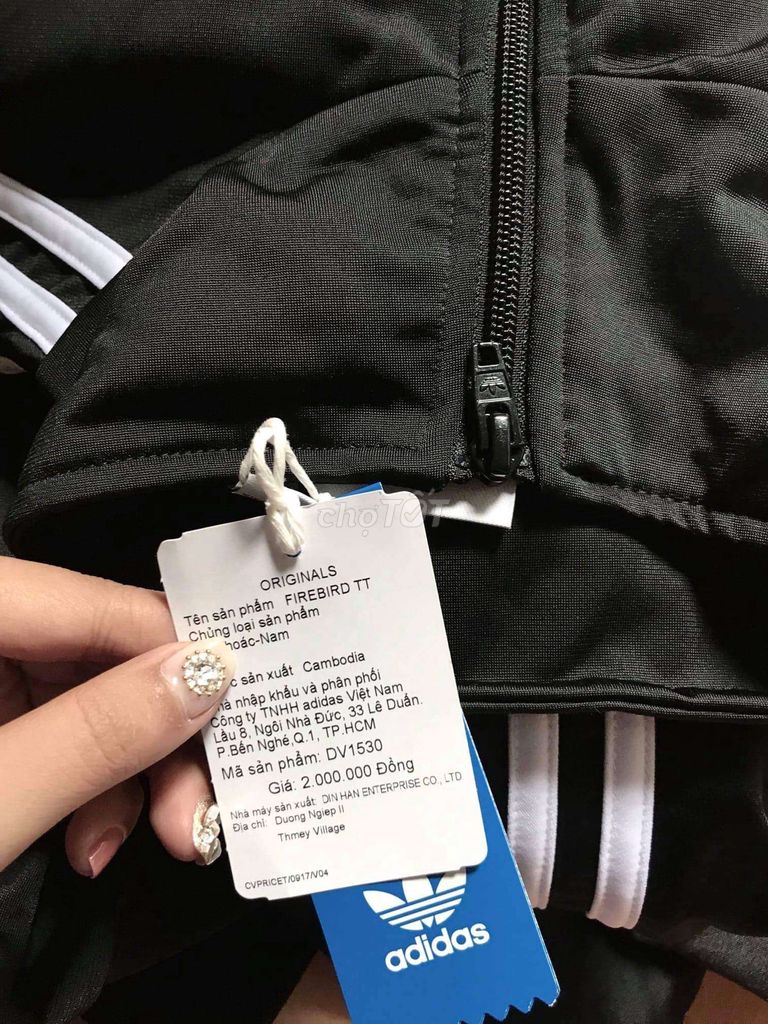 chợTỐT
ORIGINALS
Tên sản phẩm FIREBIRD TT
Chủng loại sản phẩm
hoác-Nam
sản xuất Cambodia
nhập khẩu và phân phối
Công ty TNHH adidas Việt Nam
Lầu 8, Ngôi Nhà Đức, 33 Lê Duẩn.
P.Bến Nghé,Q.1, TP.HCM
Mã sản phẩm: DV1530
Giá: 2.000.000 Đồng
Nhà máy sản xuất: DIN HAN ENTERPRISE CO., LTD
Địa chỉ: Duong Ngiep II
Thmey Village
CVPRICET/0917/V04
adidas